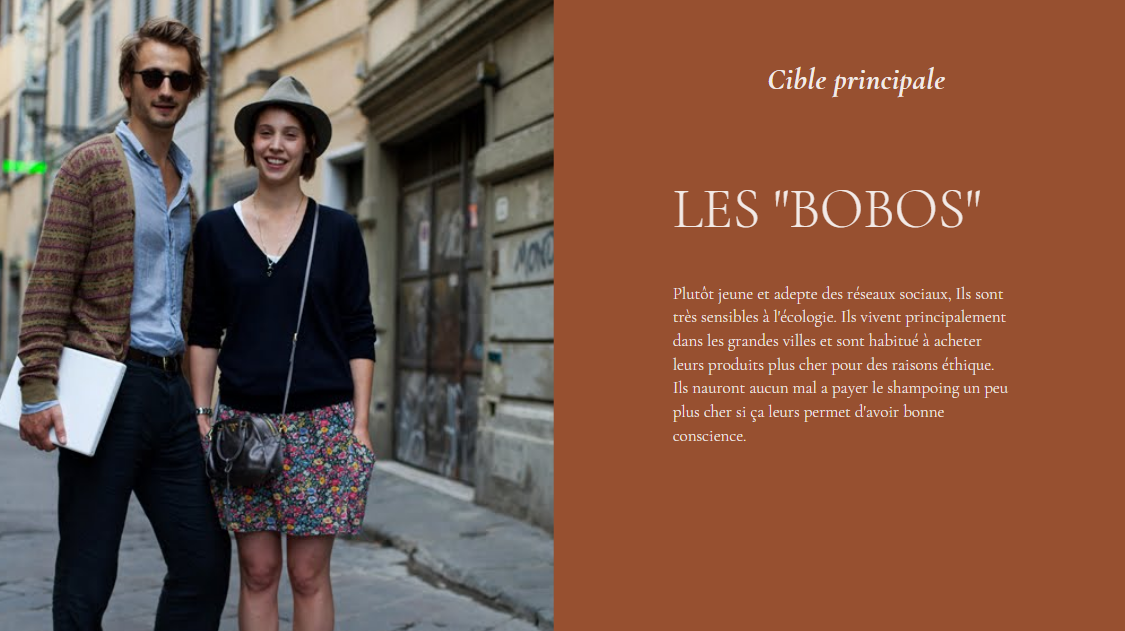 Cible principale
LES "BOBOS"
Plutôt jeune et adepte des réseaux sociaux, Ils sont
très sensibles à l'écologie. Ils vivent principalement
dans les grandes villes et sont habitué à acheter
leurs produits plus cher pour des raisons éthique.
Ils nauront aucun mal a payer le shampoing un peu
plus cher si ça leurs permet d'avoir bonne
conscience.